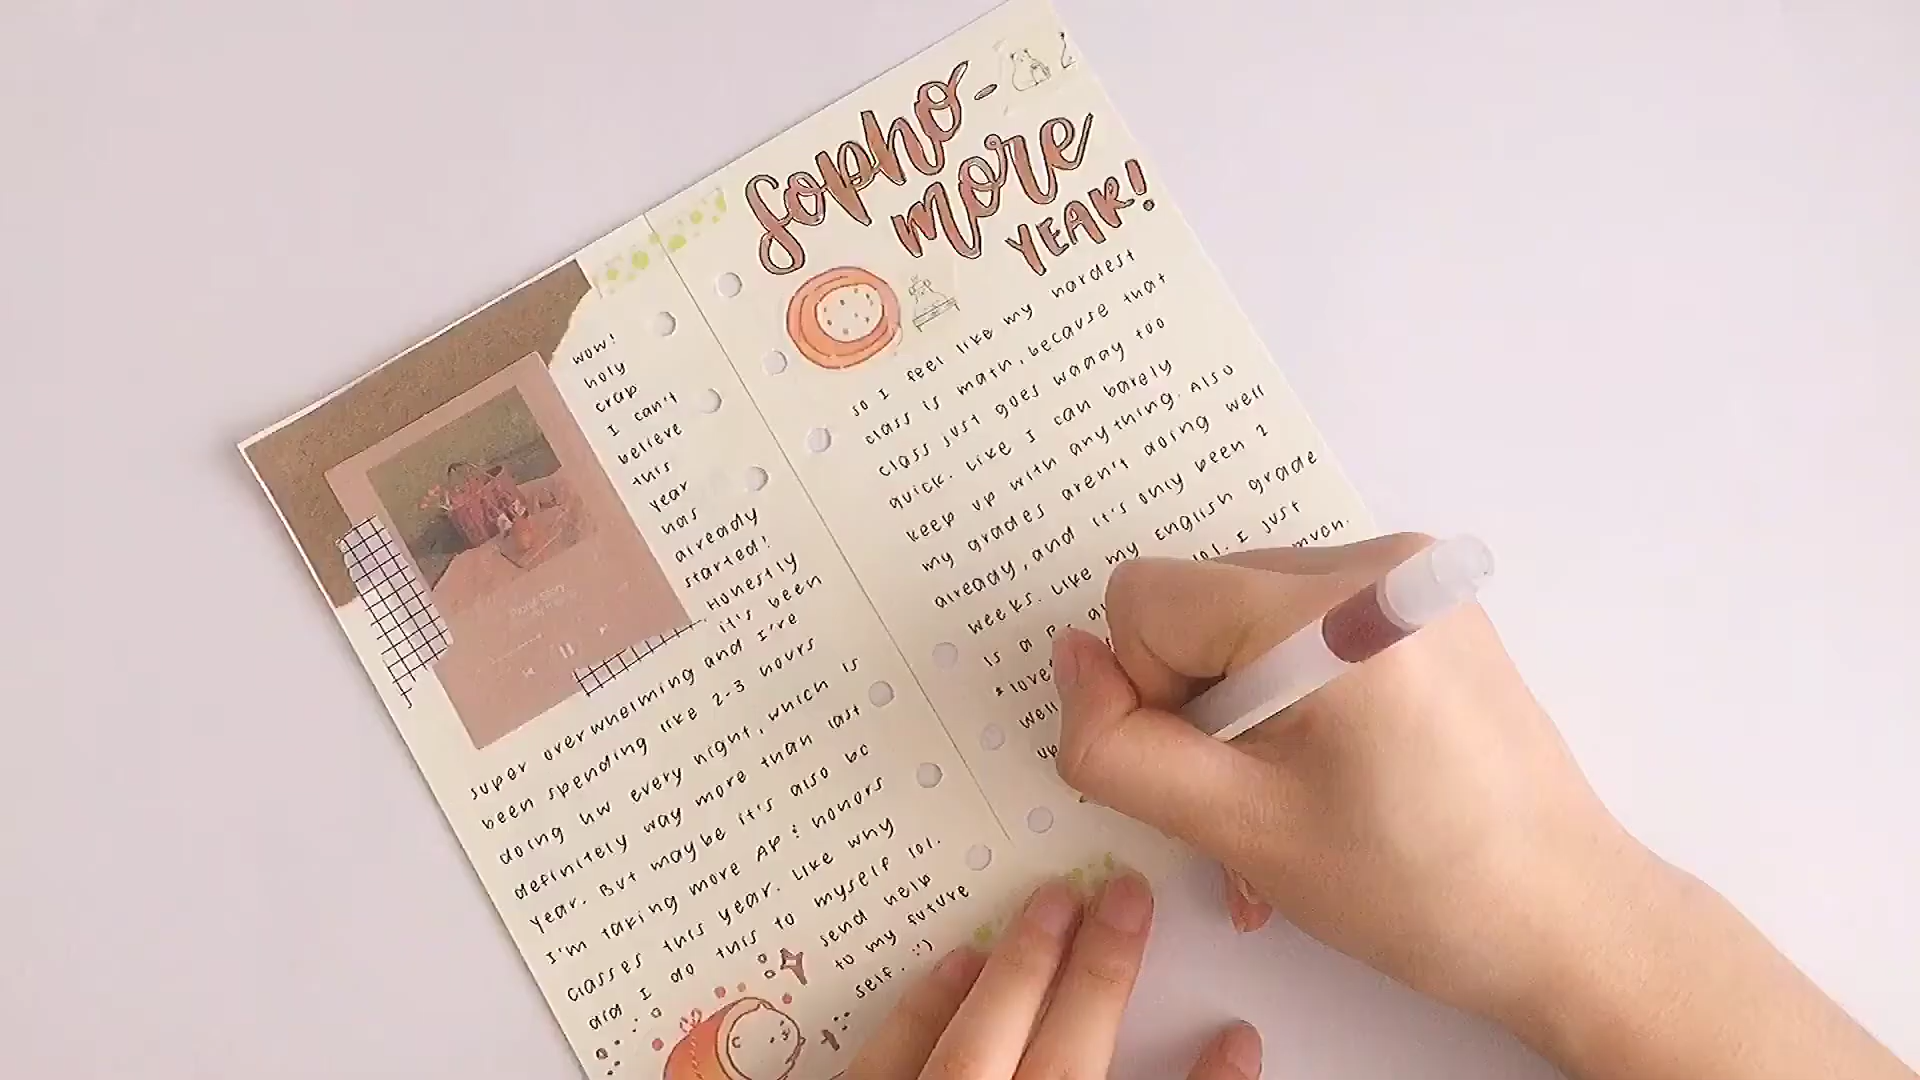 wow!
holy
crap
I can't
believe
this
year
has
already
started!
Honestly
it's been
super overwhelming and I've
been spending like 2-3 hours
doing hw every night, which is
definitely way more than last
year. But maybe it's also bc
I'm taking more AP & honors
classes this year. Like why
did I do this to myself lol.
send help
to my future
self. :')
Sopho-
more
YEAR!
so I feel like my hardest
class is math, because that
class just goes waaay too
quick. Like I can barely
keep up with anything. Also
my grades aren't doing well
already, and it's only been 2
weeks. Like my English grade
is a lol. I just
love much.
Well
up